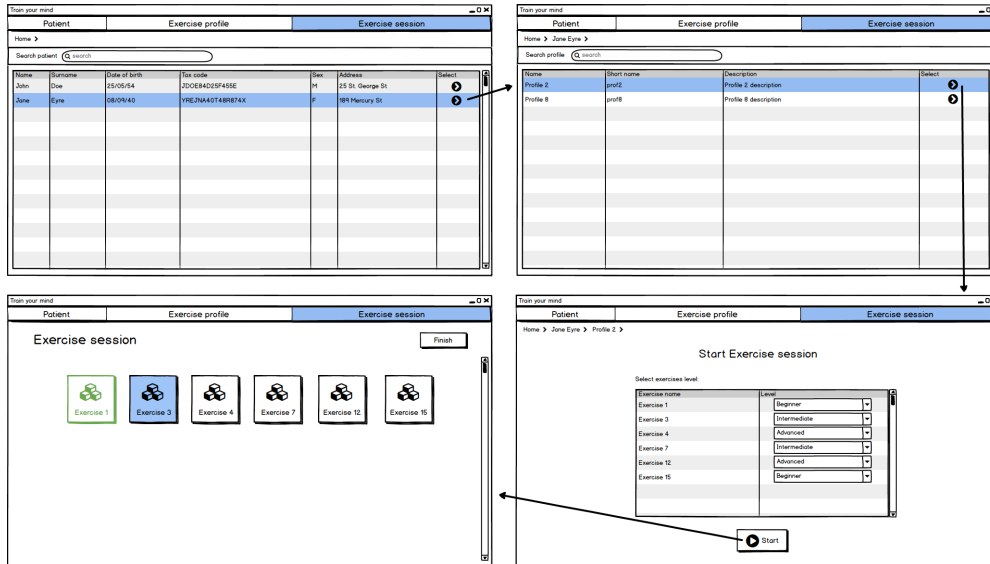 Train your mind
Patient Exercise profile Exercise session
Home >
Search patient search
Name Surname Date of birth Tax code Sex Address Select
John Doe 25/05/54 JDOE84D25F455E M 25 St. George St
Jane Eyre 08/09/40 YREJNA40T48R874X F 189 Mercury St
Train your mind
Patient Exercise profile Exercise session
Home > Jane Eyre >
Search profile search
Name Short name Description Select
Profile 2 prof2 Profile 2 description
Profile 8 prof8 Profile 8 description
Train your mind
Patient Exercise profile Exercise session
Exercise session
Finish
Exercise 1 Exercise 3 Exercise 4 Exercise 7 Exercise 12 Exercise 15
Train your mind
Patient Exercise profile Exercise session
Home > Jane Eyre > Profile 2 >
Start Exercise session
Select exercises level
Exercise name Level
Exercise 1 Beginner
Exercise 3 Intermediate
Exercise 4 Advanced
Exercise 7 Intermediate
Exercise 12 Advanced
Exercise 15 Beginner
Start